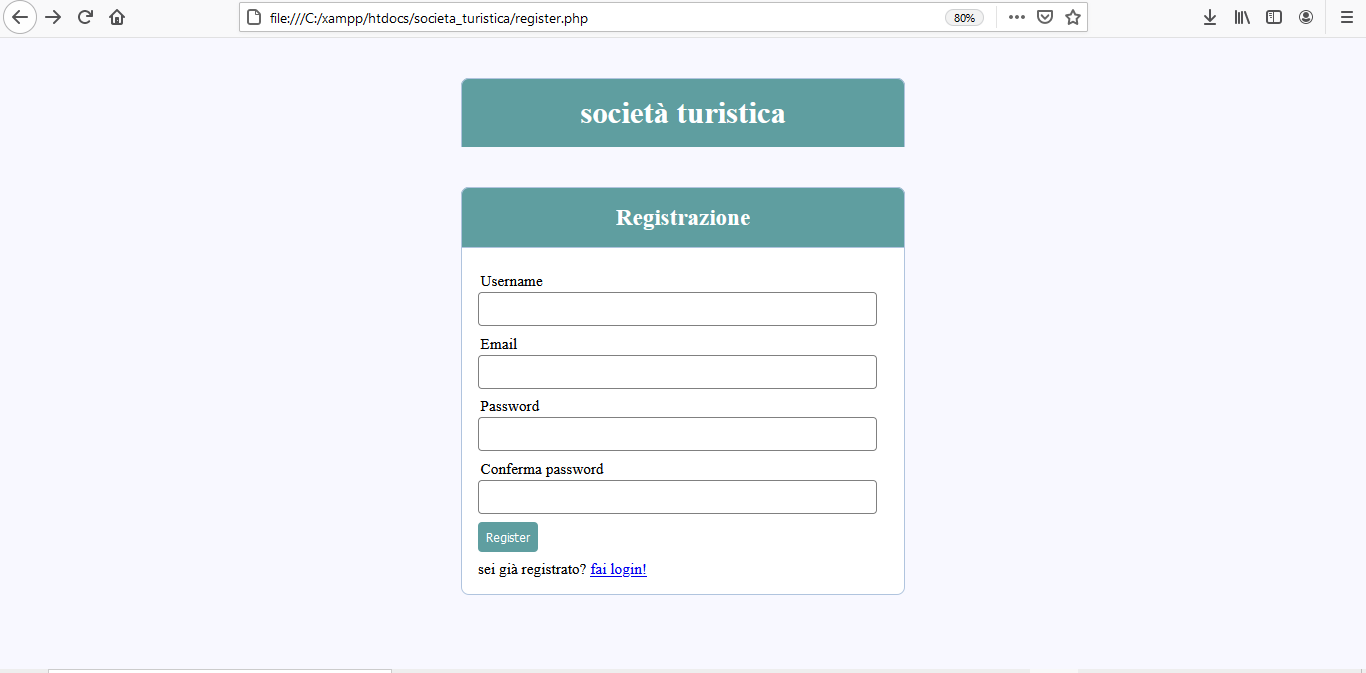 file:///C:/xampp/htdocs/societa_turistica/register.php
80%
società turistica
Registrazione
Username
Email
Password
Conferma password
Register
sei già registrato? fai login!